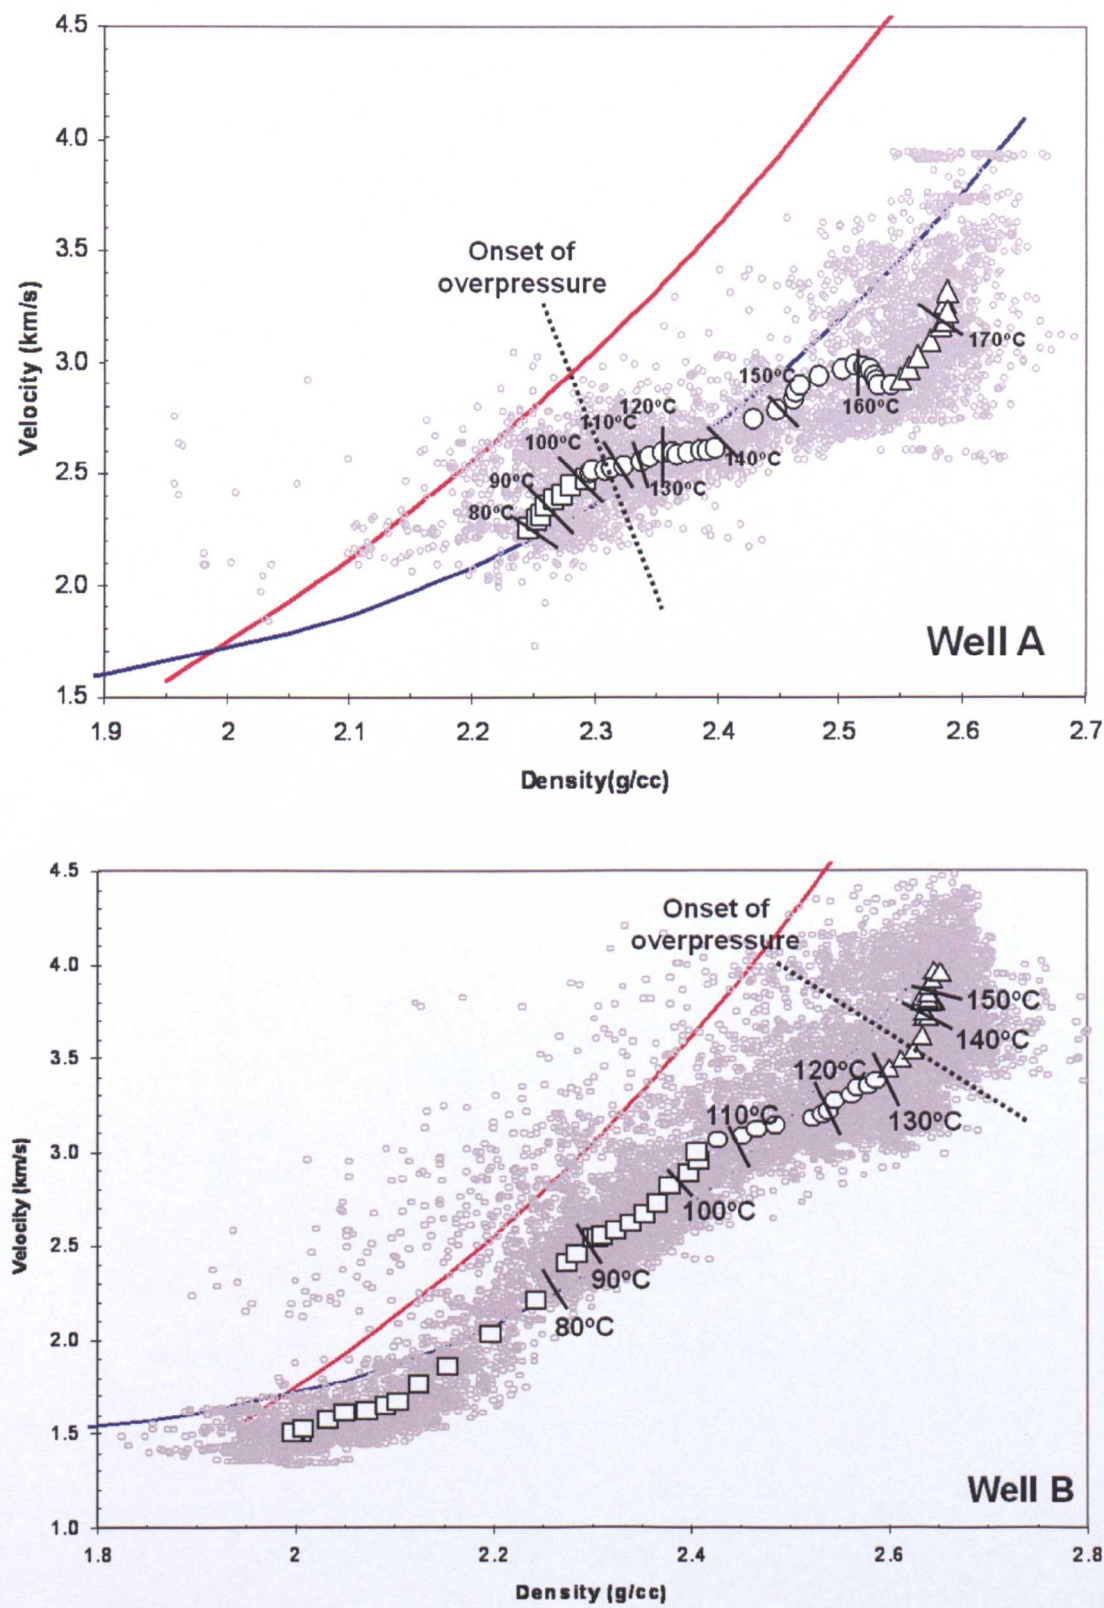 4.5
4.0
3.5
3.0
2.5
2.0
1.5
Velocity (km/s)
Onset of
overpressure
80°C
90°C
100°C
110°C
120°C
130°C
140°C
150°C
160°C
170°C
Well A
1.9
2
2.1
2.2
2.3
2.4
2.5
2.6
2.7
Density(g/cc)
4.5
4.0
3.5
3.0
2.5
2.0
1.5
1.0
Velocity (km/s)
Onset of
overpressure
150°C
140°C
120°C
130°C
110°C
100°C
90°C
80°C
Well B
1.8
2
2.2
2.4
2.6
2.8
Density (g/cc)